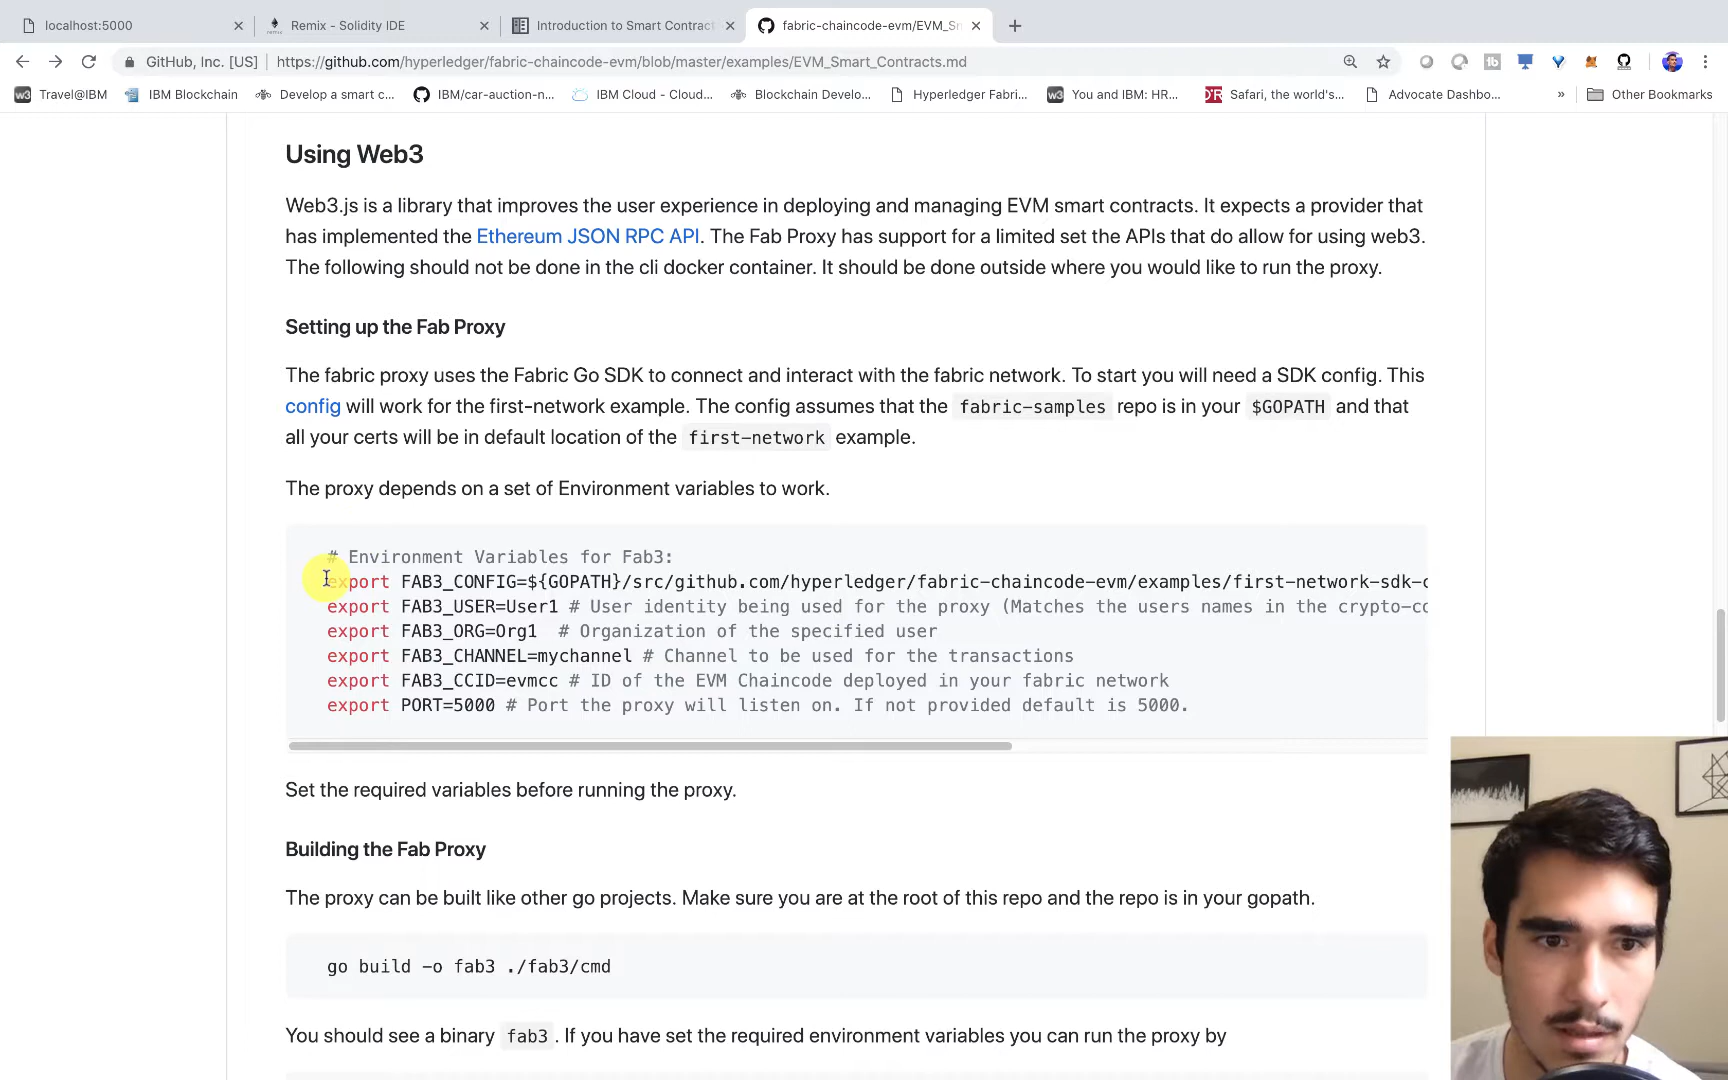 localhost:5000
Remix - Solidity IDE
Introduction to Smart Contract
fabric-chaincode-evm/EVM_Sm
GitHub, Inc. [US]
https://github.com/hyperledger/fabric-chaincode-evm/blob/master/examples/EVM_Smart_Contracts.md
Travel@IBM
IBM Blockchain
Develop a smart c...
IBM/car-auction-n...
IBM Cloud - Cloud...
Blockchain Develo...
Hyperledger Fabri...
You and IBM: HR...
Safari, the world's...
Advocate Dashbo...
»
Other Bookmarks
Using Web3
Web3.js is a library that improves the user experience in deploying and managing EVM smart contracts. It expects a provider that
has implemented the Ethereum JSON RPC API. The Fab Proxy has support for a limited set the APIs that do allow for using web3.
The following should not be done in the cli docker container. It should be done outside where you would like to run the proxy.
Setting up the Fab Proxy
The fabric proxy uses the Fabric Go SDK to connect and interact with the fabric network. To start you will need a SDK config. This
config will work for the first-network example. The config assumes that the fabric-samples repo is in your $GOPATH and that
all your certs will be in default location of the first-network example.
The proxy depends on a set of Environment variables to work.
# Environment Variables for Fab3:
export FAB3_CONFIG=${GOPATH}/src/github.com/hyperledger/fabric-chaincode-evm/examples/first-network-sdk-c
export FAB3_USER=User1 # User identity being used for the proxy (Matches the users names in the crypto-co
export FAB3_ORG=Org1  # Organization of the specified user
export FAB3_CHANNEL=mychannel # Channel to be used for the transactions
export FAB3_CCID=evmcc # ID of the EVM Chaincode deployed in your fabric network
export PORT=5000 # Port the proxy will listen on. If not provided default is 5000.
Set the required variables before running the proxy.
Building the Fab Proxy
The proxy can be built like other go projects. Make sure you are at the root of this repo and the repo is in your gopath.
go build -o fab3 ./fab3/cmd
You should see a binary fab3 . If you have set the required environment variables you can run the proxy by